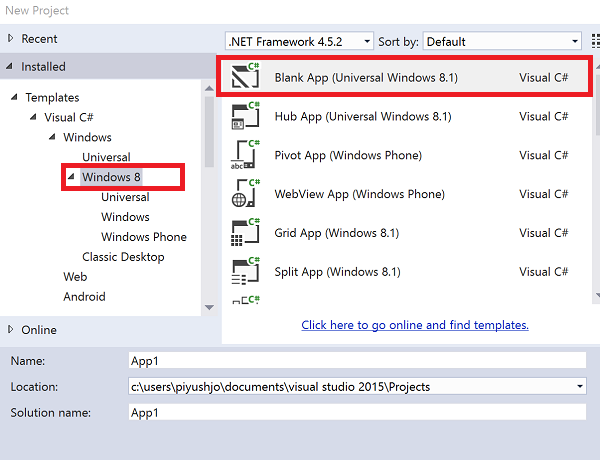 New Project
Recent
.NET Framework 4.5.2 Sort by: Default
Installed
Templates
Visual C#
Windows
Universal
Windows 8
Universal
Windows
Windows Phone
Classic Desktop
Web
Android
C# Blank App (Universal Windows 8.1) Visual C#
C# Hub App (Universal Windows 8.1) Visual C#
C# abc Pivot App (Windows Phone) Visual C#
C# WebView App (Windows Phone) Visual C#
C# Grid App (Windows 8.1) Visual C#
C# Split App (Windows 8.1) Visual C#
C#
Online
Click here to go online and find templates.
Name: App1
Location: c:\users\piyushjo\documents\visual studio 2015\Projects
Solution name: App1